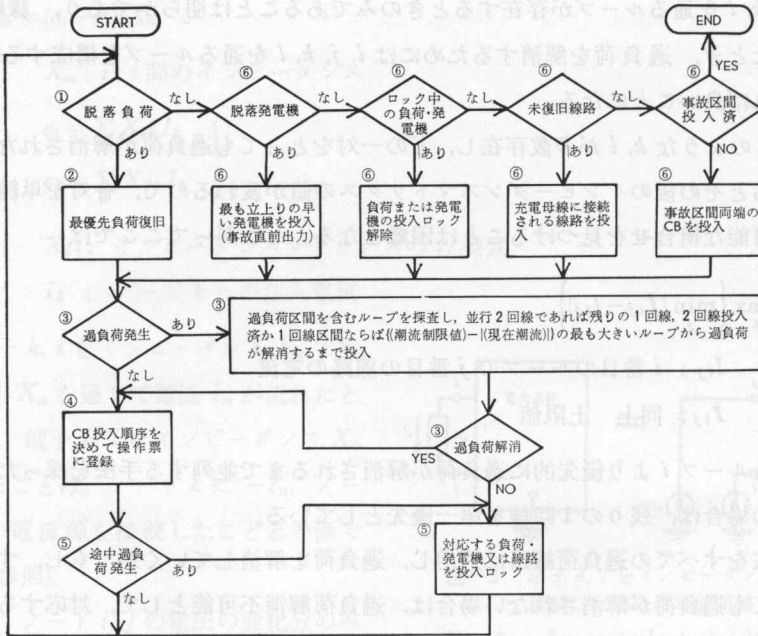 START
END
YES
①
脱落負荷
なし
⑥
脱落発電機
なし
⑥
ロック中
の負荷・発
電機
なし
⑥
未復旧線路
なし
⑥
事故区間
投入済
あり
あり
あり
あり
NO
②
最優先負荷復旧
⑥
最も立上りの早
い発電機を投入
(事故直前出力)
⑥
負荷または発電
機の投入ロック
解除
⑥
充電母線に接続
される線路を投
入
⑥
事故区間両端の
CBを投入
③
過負荷発生
あり
なし
③
過負荷区間を含むループを探査し,並行2回線であれば残りの1回線,2回線投入
済か1回線区間ならば{(潮流制限値)−|(現在潮流)|}の最も大きいループから過負荷
が解消するまで投入
④
CB投入順序を
決めて操作票
に登録
③
過負荷解消
YES
NO
⑤
途中過負
荷発生
あり
なし
⑤
対応する負荷・
発電機又は線路
を投入ロック